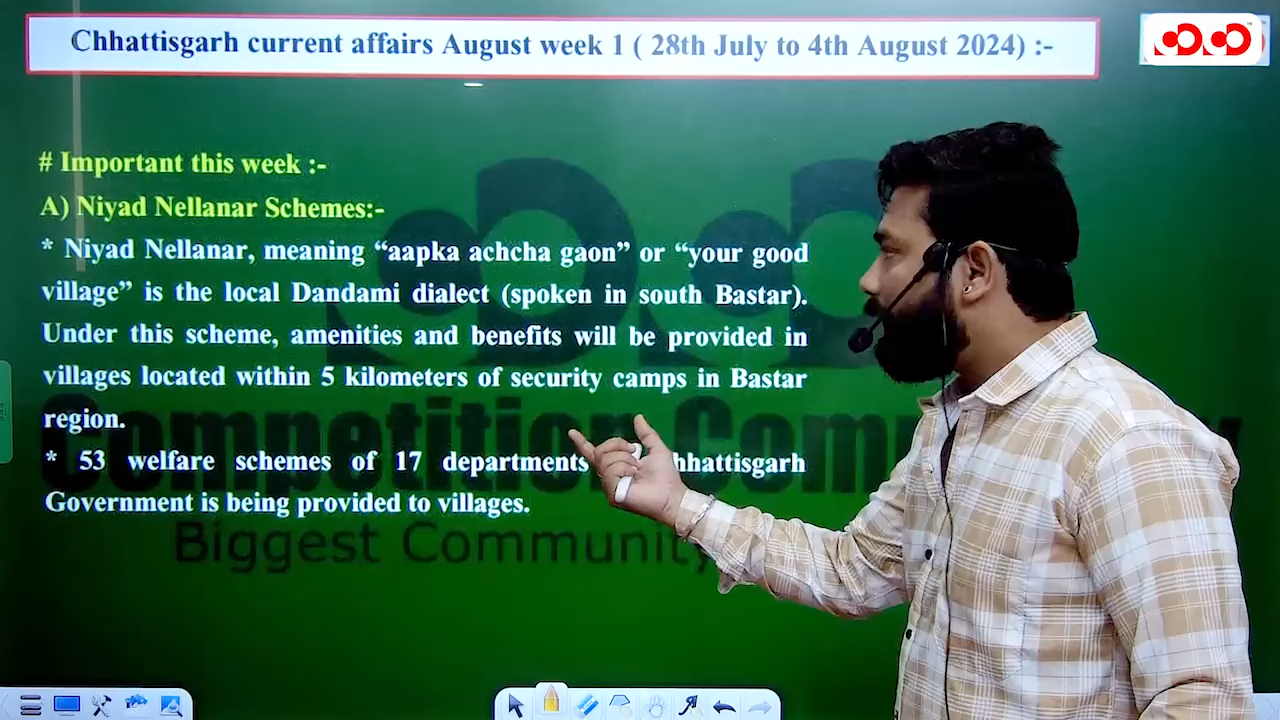 Chhattisgarh current affairs August week 1 ( 28th July to 4th August 2024) :-
# Important this week :-
A) Niyad Nellanar Schemes:-
* Niyad Nellanar, meaning “aapka achcha gaon” or “your good
village” is the local Dandami dialect (spoken in south Bastar).
Under this scheme, amenities and benefits will be provided in
villages located within 5 kilometers of security camps in Bastar
region.
* 53 welfare schemes of 17 departments hhattisgarh
Government is being provided to villages.
Competition Comm y
Biggest Community